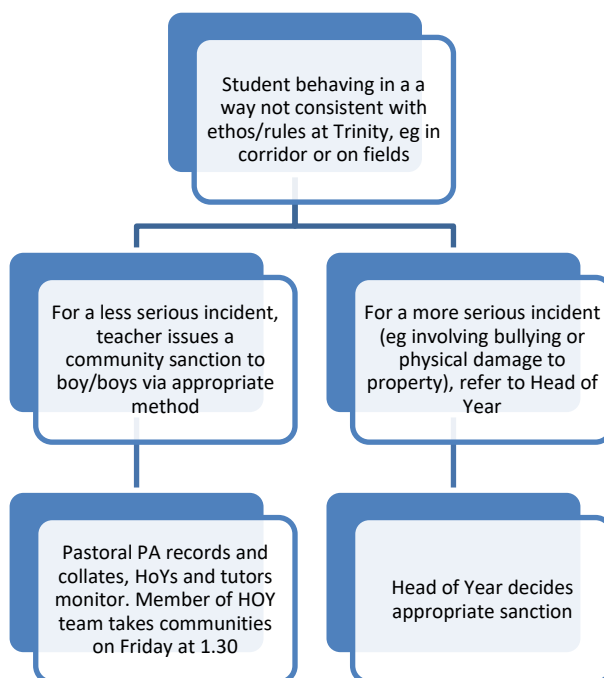 Student behaving in a a
way not consistent with
ethos/rules at Trinity, eg in
corridor or on fields
For a less serious incident,
teacher issues a
community sanction to
boy/boys via appropriate
method
For a more serious incident
(eg involving bullying or
physical damage to
property), refer to Head of
Year
Pastoral PA records and
collates, HoYs and tutors
monitor. Member of HOY
team takes communities
on Friday at 1.30
Head of Year decides
appropriate sanction